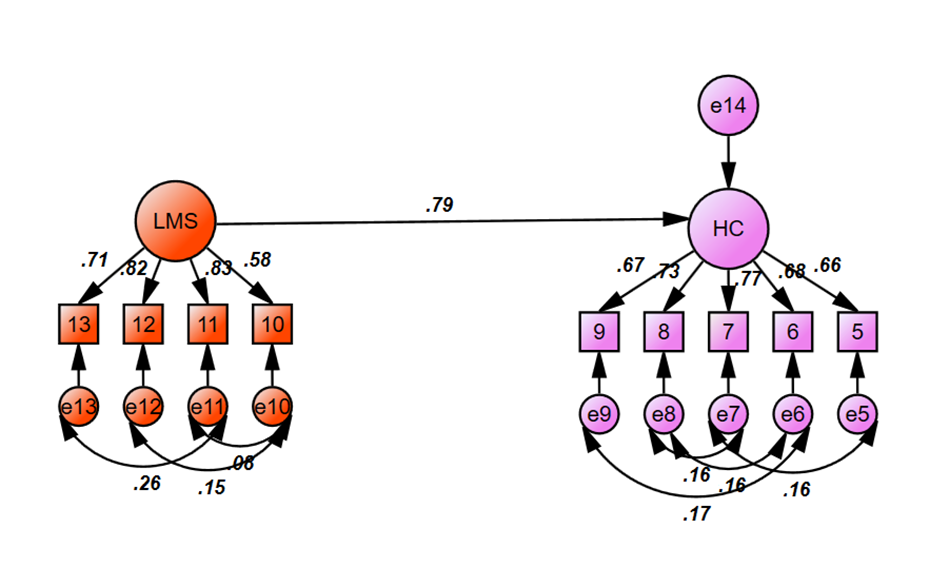 e14
.79
LMS
HC
.71
.82
.83
.58
.67
.73
.77
.68
.66
13
12
11
10
9
8
7
6
5
e13
e12
e11
e10
e9
e8
e7
e6
e5
.08
.26
.15
.16
.16
.16
.17